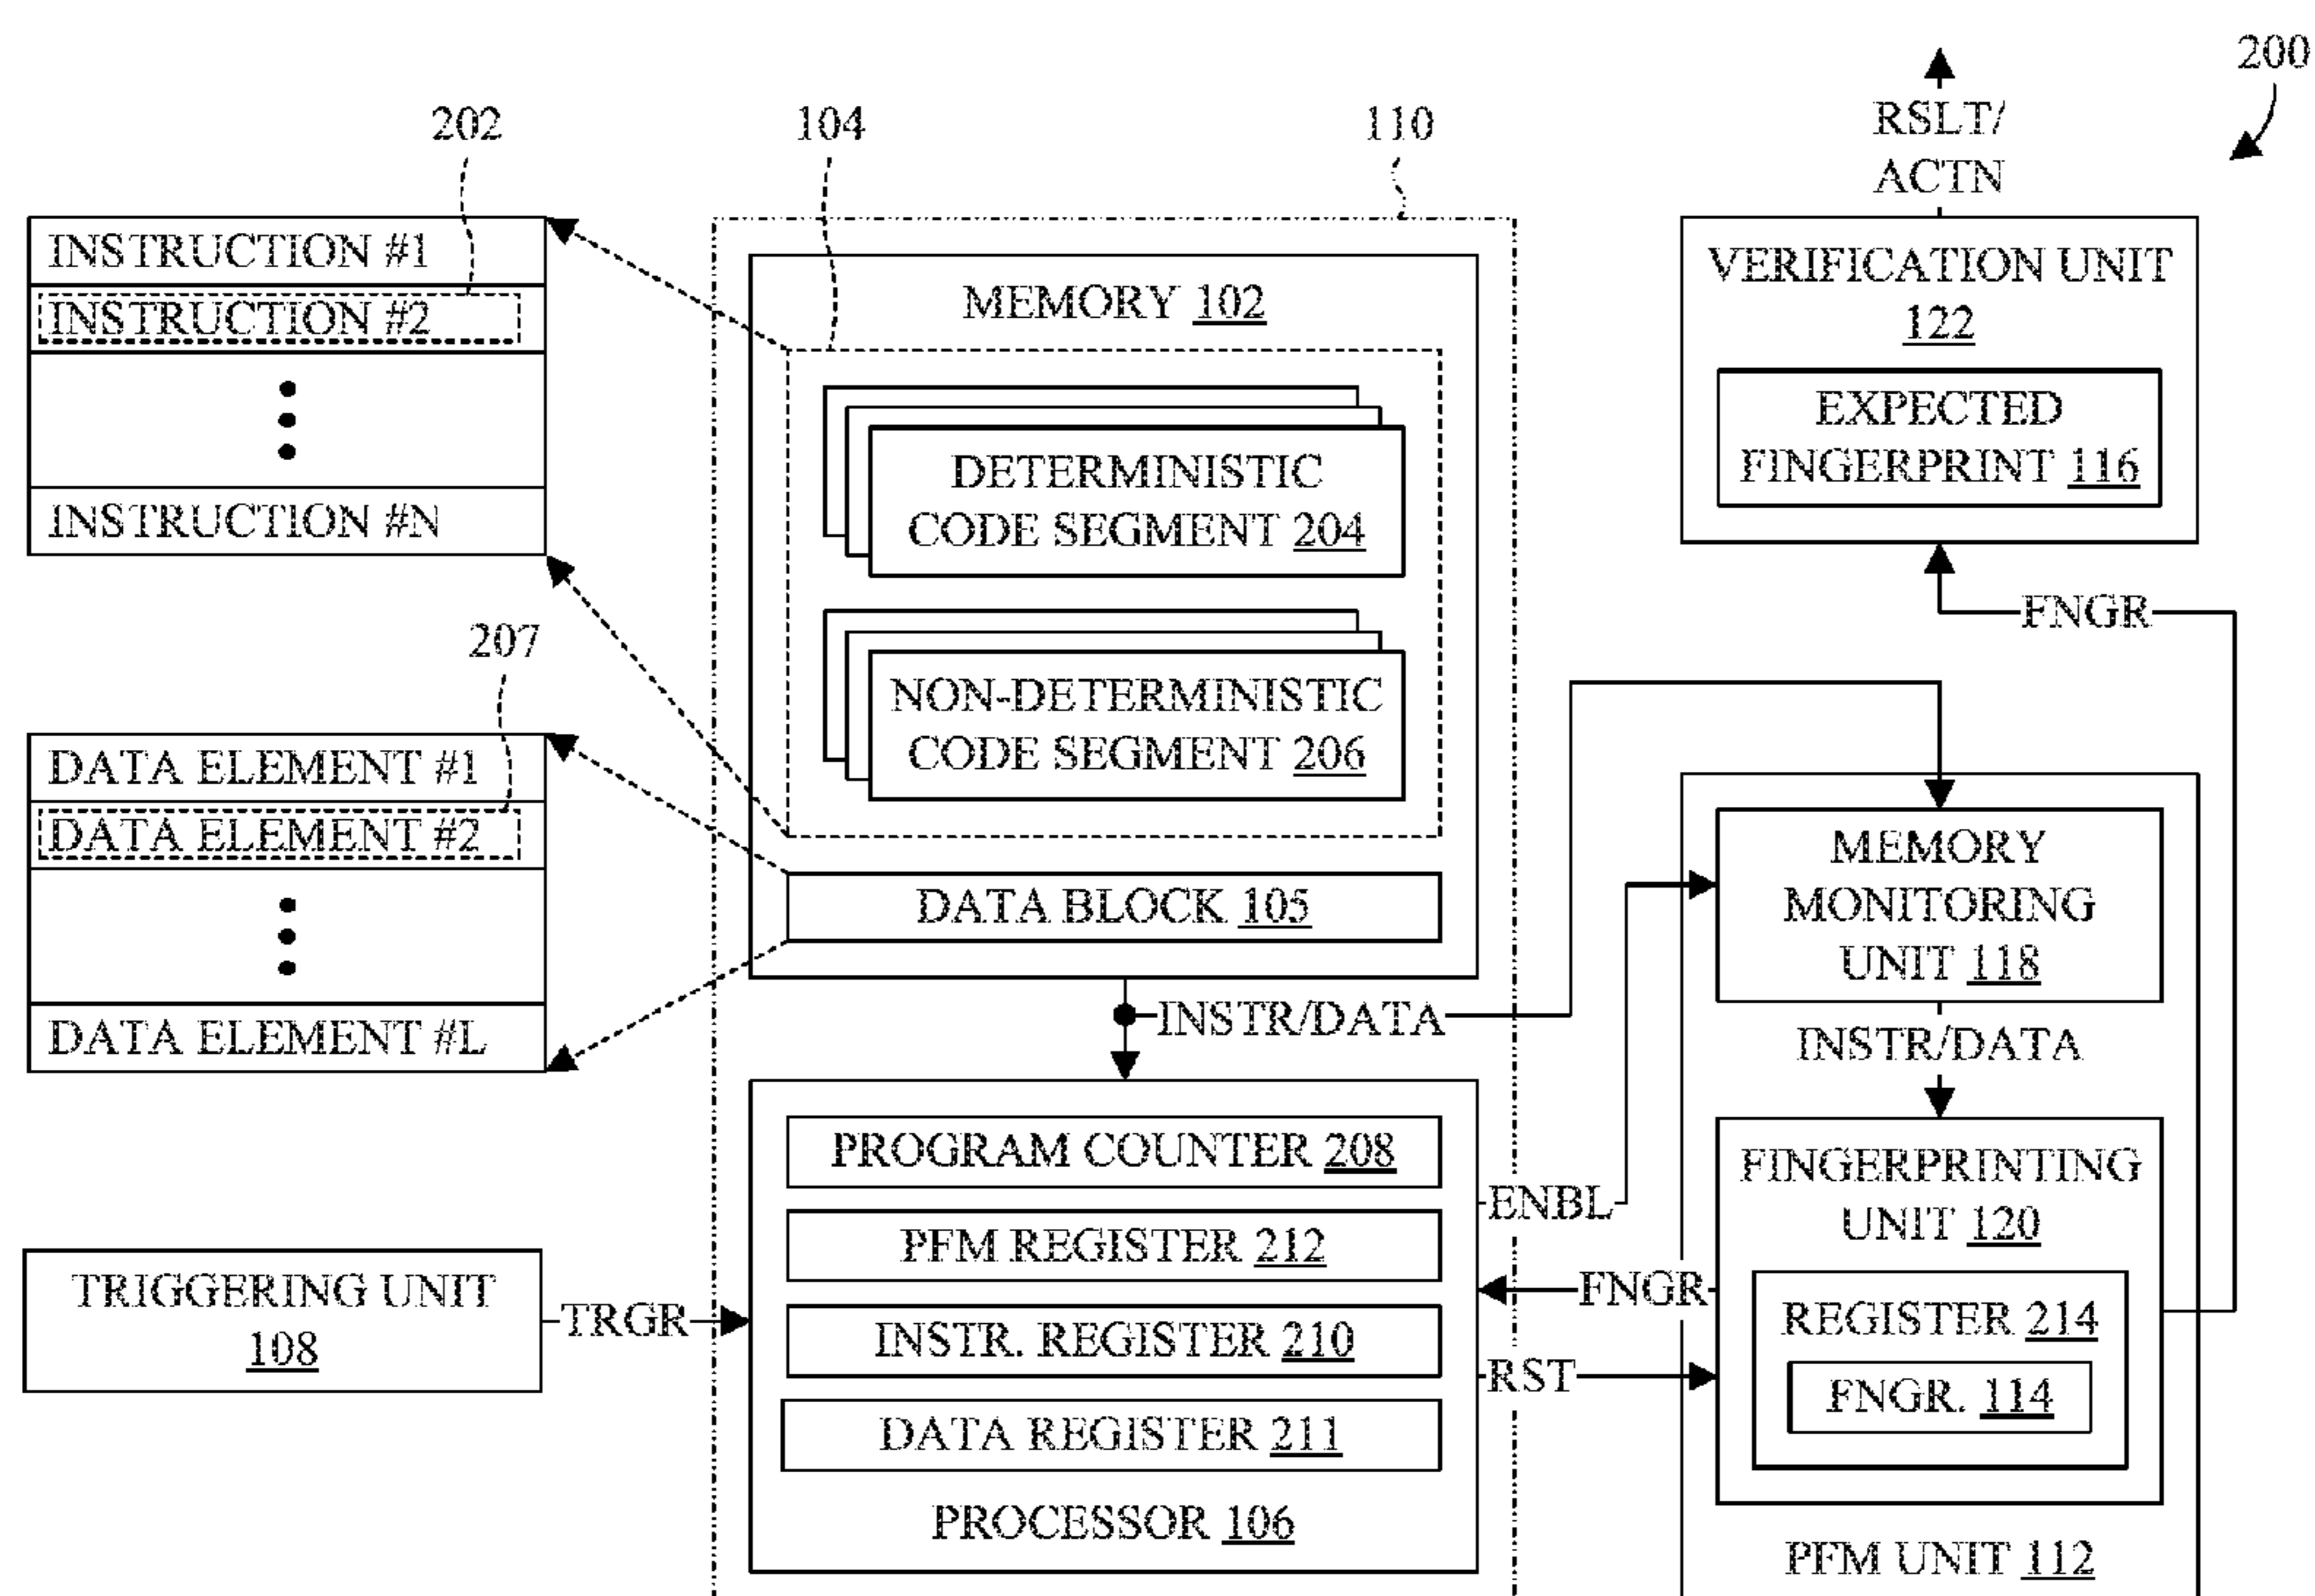 200
RSLT/
ACTN
202
104
110
INSTRUCTION #1
INSTRUCTION #2
INSTRUCTION #N
MEMORY 102
DETERMINISTIC
CODE SEGMENT 204
NON-DETERMINISTIC
CODE SEGMENT 206
DATA BLOCK 105
VERIFICATION UNIT
122
EXPECTED
FINGERPRINT 116
FNGR
207
DATA ELEMENT #1
DATA ELEMENT #2
DATA ELEMENT #L
INSTR/DATA
MEMORY
MONITORING
UNIT 118
INSTR/DATA
TRIGGERING UNIT
108
TRGR
PROGRAM COUNTER 208
PFM REGISTER 212
INSTR. REGISTER 210
DATA REGISTER 211
PROCESSOR 106
ENBL
FNGR
RST
FINGERPRINTING
UNIT 120
REGISTER 214
FNGR. 114
PFM UNIT 112